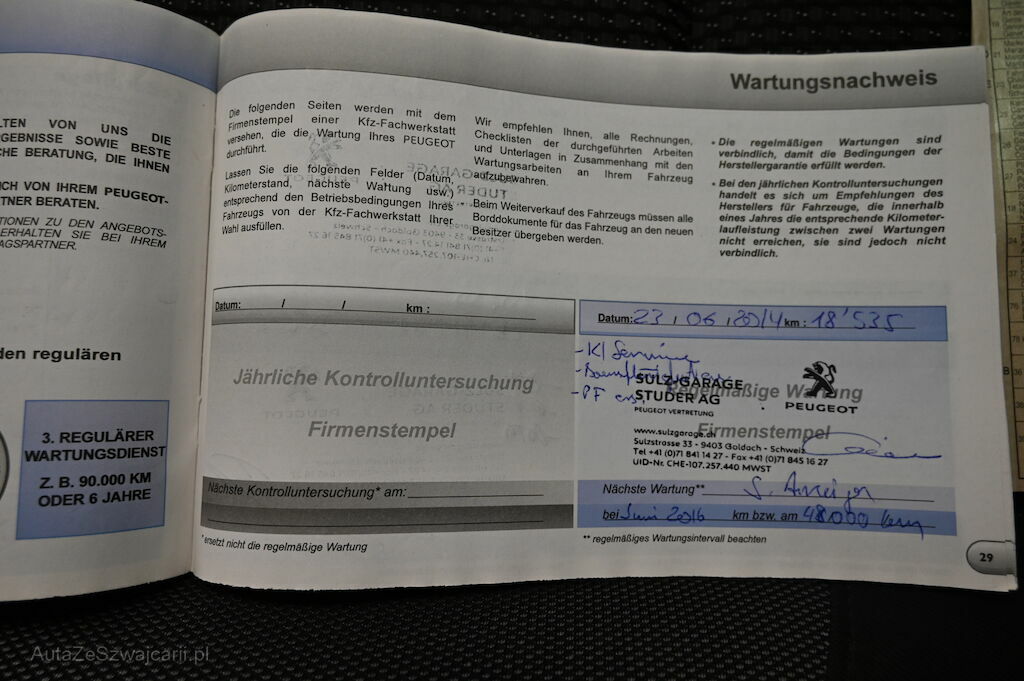 LTEN VON UNS DIE
RGEBNISSE SOWIE BESTE
CHE BERATUNG, DIE IHNEN
ICH VON IHREM PEUGEOT-
TNER BERATEN.
TIONEN ZU DEN ANGEBOTS-
ERHALTEN SIE BEI IHREM
AGSPARTNER.
den regulären
3. REGULÄRER
WARTUNGSDIENST
Z. B. 90.000 KM
ODER 6 JAHRE
Wartungsnachweis
Die folgenden Seiten werden mit dem
Firmenstempel einer Kfz-Fachwerkstatt
versehen, die die Wartung Ihres PEUGEOT
durchführt.
Lassen Sie die folgenden Felder (Datum,
Kilometerstand, nächste Wartung usw.)
entsprechend den Betriebsbedingungen Ihres
Fahrzeugs von der Kfz-Fachwerkstatt Ihrer
Wahl ausfüllen.
Wir empfehlen Ihnen, alle Rechnungen,
Checklisten der durchgeführten Arbeiten
und Unterlagen in Zusammenhang mit den
Wartungsarbeiten an Ihrem Fahrzeug
aufzubewahren.
Beim Weiterverkauf des Fahrzeugs müssen alle
Borddokumente für das Fahrzeug an den neuen
Besitzer übergeben werden.
• Die regelmäßigen Wartungen sind
verbindlich, damit die Bedingungen der
Herstellergarantie erfüllt werden.
• Bei den jährlichen Kontrolluntersuchungen
handelt es sich um Empfehlungen des
Herstellers für Fahrzeuge, die innerhalb
eines Jahres die entsprechende Kilometer-
laufleistung zwischen zwei Wartungen
nicht erreichen, sie sind jedoch nicht
verbindlich.
Datum: / / km :
Jährliche Kontrolluntersuchung
Firmenstempel
Nächste Kontrolluntersuchung* am:
* ersetzt nicht die regelmäßige Wartung
Datum: 23 / 06 / 2014 km : 18'535
- PF
Regelmäßige Wartung
Firmenstempel
SULZ-GARAGE
STUDER AG
PEUGEOT VERTRETUNG
PEUGEOT
www.sulzgarage.ch
Sulzstrasse 33 - 9403 Goldach - Schweiz
Tel +41 (0)71 841 14 27 - Fax +41 (0)71 845 16 27
UID-Nr. CHE-107.257.440 MWST
Nächste Wartung** S. Anzeige
bei Juni 2016 km bzw. am 48000 km
** regelmäßiges Wartungsintervall beachten
29
AutaZeSzwajcarii.pl